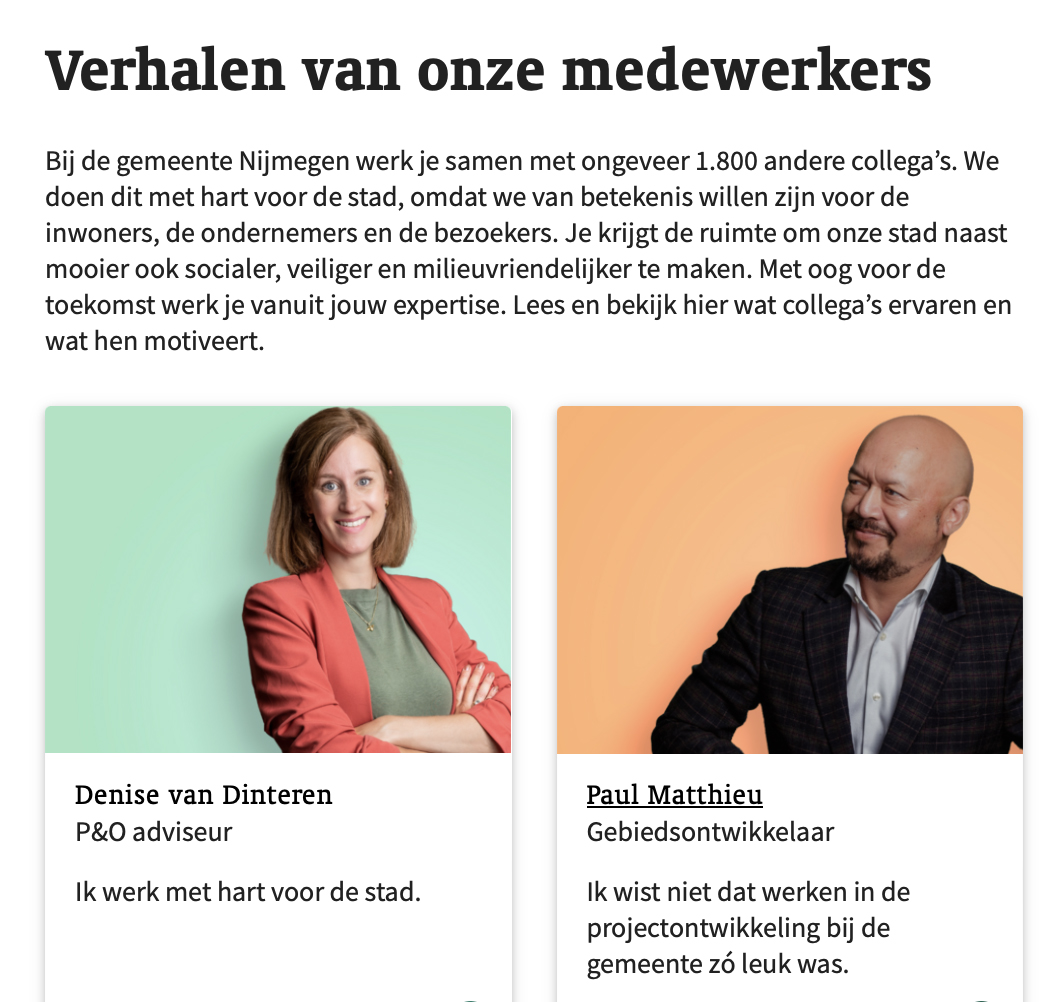 Verhalen van onze medewerkers
Bij de gemeente Nijmegen werk je samen met ongeveer 1.800 andere collega’s. We
doen dit met hart voor de stad, omdat we van betekenis willen zijn voor de
inwoners, de ondernemers en de bezoekers. Je krijgt de ruimte om onze stad naast
mooier ook socialer, veiliger en milieuvriendelijker te maken. Met oog voor de
toekomst werk je vanuit jouw expertise. Lees en bekijk hier wat collega’s ervaren en
wat hen motiveert.
Denise van Dinteren
P&O adviseur
Ik werk met hart voor de stad.
Paul Matthieu
Gebiedsontwikkelaar
Ik wist niet dat werken in de
projectontwikkeling bij de
gemeente zó leuk was.